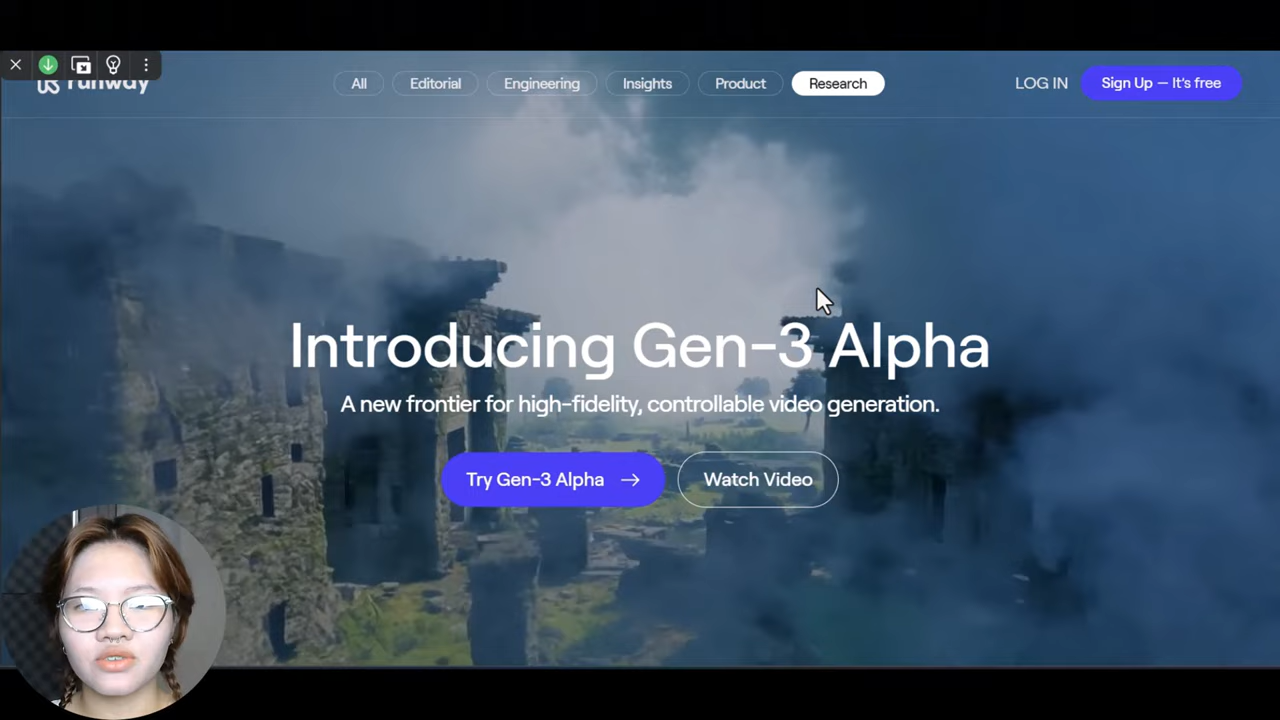 runway
All
Editorial
Engineering
Insights
Product
Research
LOG IN
Sign Up — It's free
Introducing Gen-3 Alpha
A new frontier for high-fidelity, controllable video generation.
Try Gen-3 Alpha →
Watch Video